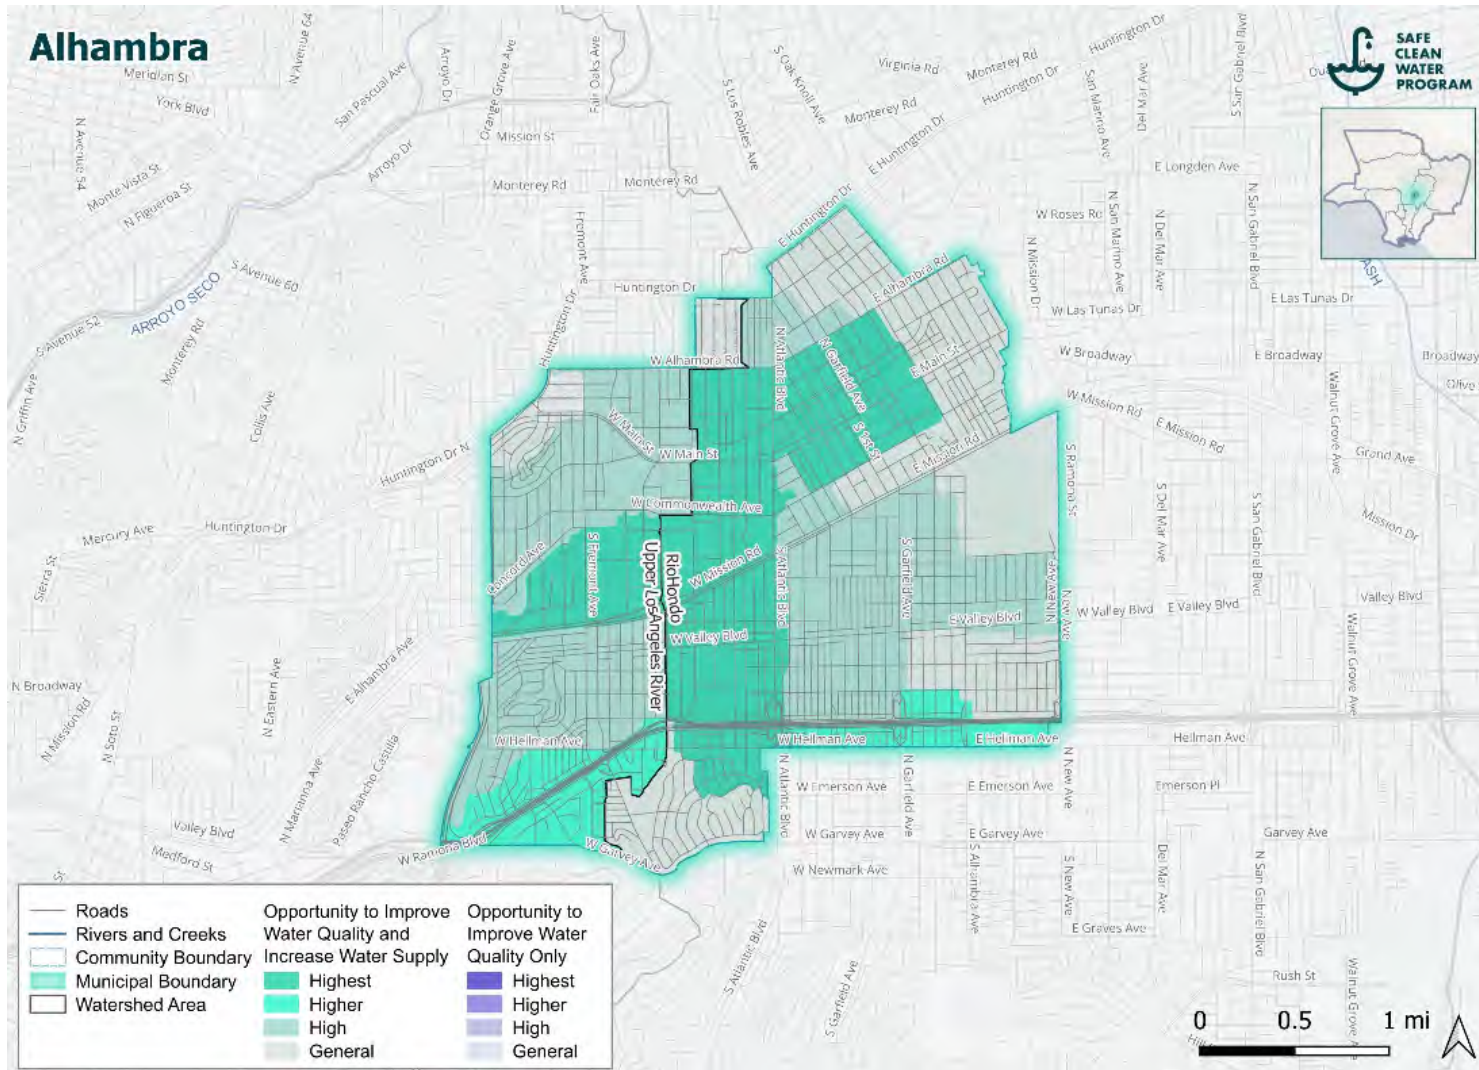 Alhambra
SAFE
CLEAN
WATER
PROGRAM
Meridian St
York Blvd
N Avenue 64
San Pascual Ave
Arroyo Dr
Orange Grove Ave
Fair Oaks Ave
Mission St
S Los Robles Ave
S Oak Knoll Ave
Virginia Rd
Monterey Rd
Huntington Dr
Huntington Dr
Monterey Rd
E Huntington Dr
San Marino Ave
Del Mar Ave
S San Gabriel Blvd
N Avenue 54
Monte Vista St
N Figueroa St
Arroyo Dr
Monterey Rd
Monterey Rd
E Longden Ave
Fremont Ave
E Huntington Dr
W Roses Rd
N San Marino Ave
N Del Mar Ave
N San Gabriel Blvd
N Mission Dr
S Avenue 60
ARROYO SECO
S Avenue 52
Huntington Dr
E Alhambra Rd
W Las Tunas Dr
E Las Tunas Dr
ASH
Monterey Rd
Huntington Dr
W Alhambra Rd
N Atlantic Blvd
N Garfield Ave
E Main St
W Broadway
E Broadway
Broadway
Olive
N Griffin Ave
Collis Ave
W Main St
W Main St
S 1st St
E Mission Rd
W Mission Rd
E Mission Rd
Walnut Grove Ave
Grand Ave
Huntington Dr N
S Ramona St
Mercury Ave
Huntington Dr
W Commonwealth Ave
S Del Mar Ave
S San Gabriel Blvd
Mission Dr
Sierra St
Concord Ave
S Fremont Ave
RioHondo
Upper Los Angeles River
W Mission Rd
S Atlantic Blvd
S Garfield Ave
New Ave
New Ave
W Valley Blvd
E Valley Blvd
W Valley Blvd
E Valley Blvd
Valley Blvd
N Broadway
N Mission Rd
N Soto St
N Eastern Ave
E Alhambra Ave
Walnut Grove Ave
W Hellman Ave
W Hellman Ave
E Hellman Ave
Hellman Ave
N Marianna Ave
Paseo Rancho Castilla
N Atlantic Blvd
W Emerson Ave
N Garfield Ave
E Emerson Ave
N New Ave
Emerson Pl
Valley Blvd
Medford St
W Ramona Blvd
W Garvey Ave
W Garvey Ave
E Garvey Ave
Garvey Ave
W Newmark Ave
S Alhambra Ave
S New Ave
Del Mar Ave
N San Gabriel Blvd
St
E Graves Ave
S Atlantic Blvd
S Garfield Ave
Rush St
Walnut Grove Ave
Roads
Rivers and Creeks
Community Boundary
Municipal Boundary
Watershed Area
Opportunity to Improve
Water Quality and
Increase Water Supply
Highest
Higher
High
General
Opportunity to
Improve Water
Quality Only
Highest
Higher
High
General
0 0.5 1 mi